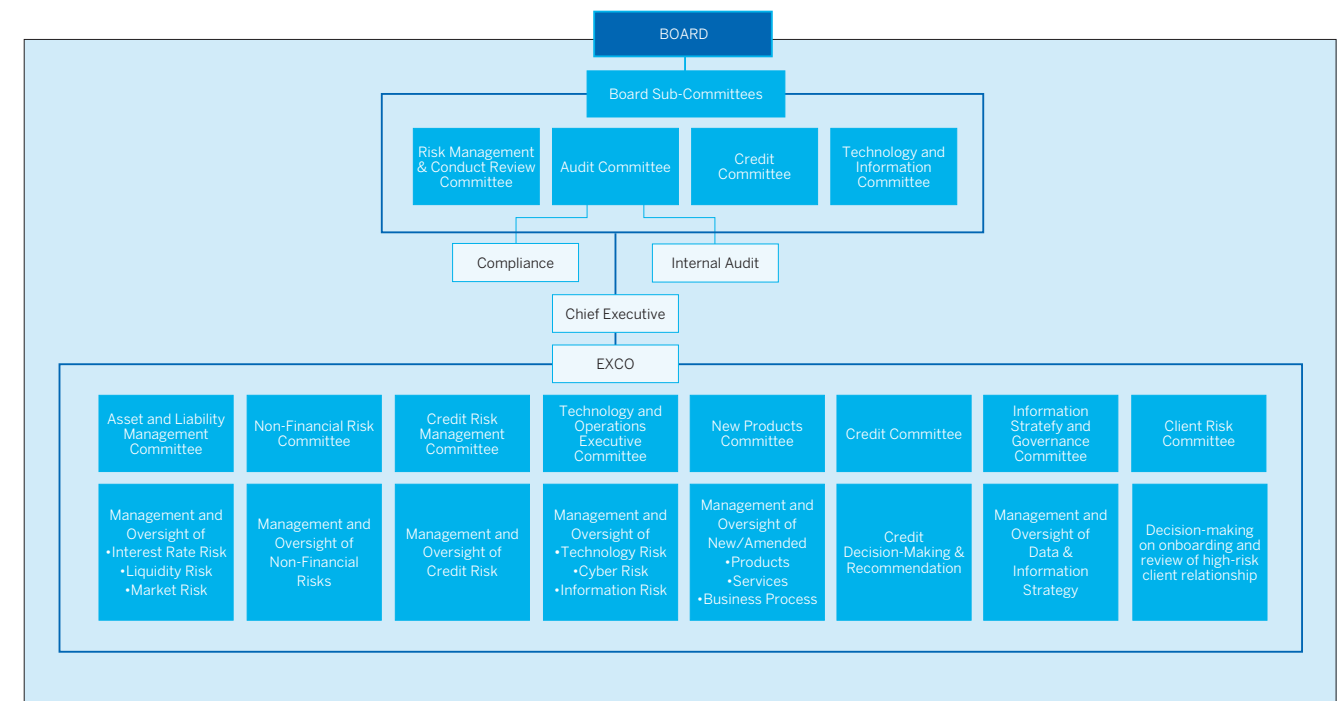 BOARD
Board Sub-Committees
Risk Management
& Conduct Review
Committee
Audit Committee
Credit
Committee
Technology and
Information
Committee
Compliance
Internal Audit
Chief Executive
EXCO
Asset and Liability
Management
Committee
Non-Financial Risk
Committee
Credit Risk
Management
Committee
Technology and
Operations
Executive
Committee
New Products
Committee
Credit Committee
Information
Stratefy and
Governance
Committee
Client Risk
Committee
Management and
Oversight of
•Interest Rate Risk
•Liquidity Risk
•Market Risk
Management and
Oversight of
Non-Financial
Risks
Management and
Oversight of
Credit Risk
Management and
Oversight of
•Technology Risk
•Cyber Risk
•Information Risk
Management and
Oversight of
New/Amended
•Products
•Services
•Business Process
Credit
Decision-Making &
Recommendation
Management and
Oversight of
Data &
Information
Strategy
Decision-making
on onboarding and
review of high-risk
client relationship